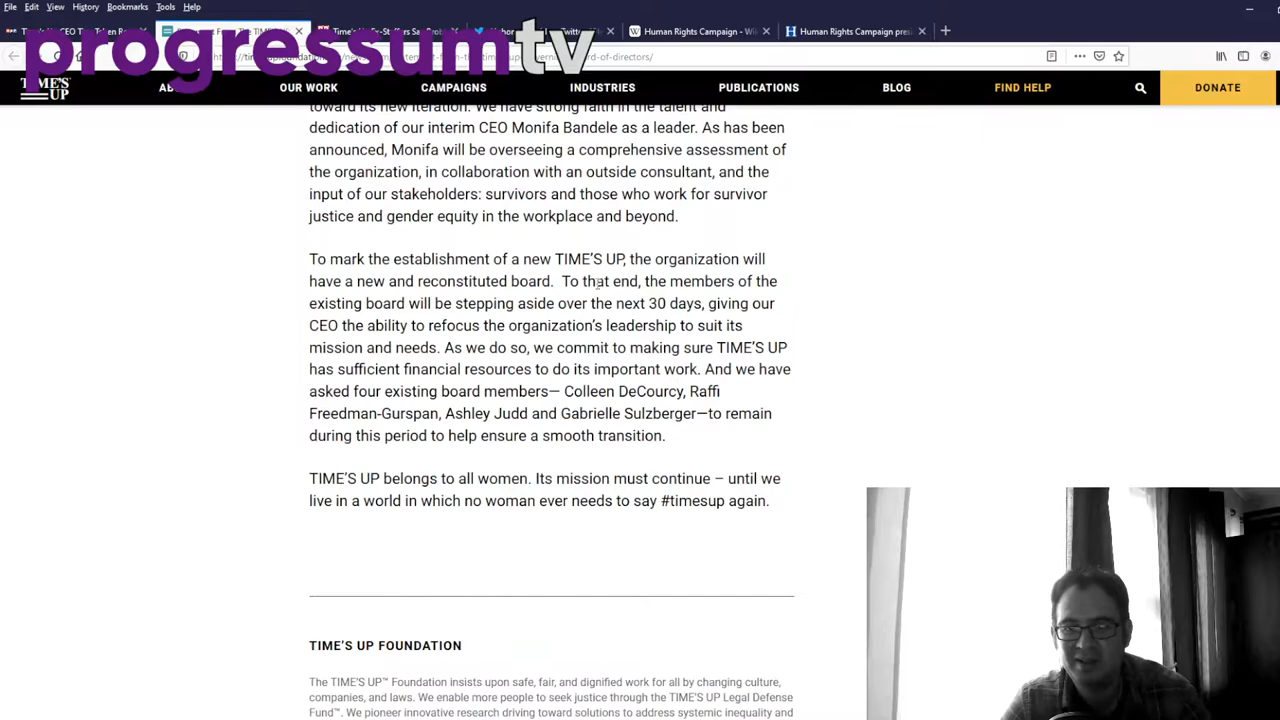 File Edit View History Bookmarks Tools Help
progressumtv
Human Rights Campaign - Wi
Human Rights Campaign pres
TIME'S UP
OUR WORK
CAMPAIGNS
INDUSTRIES
PUBLICATIONS
BLOG
FIND HELP
DONATE
toward its new iteration. We have strong faith in the talent and
dedication of our interim CEO Monifa Bandele as a leader. As has been
announced, Monifa will be overseeing a comprehensive assessment of
the organization, in collaboration with an outside consultant, and the
input of our stakeholders: survivors and those who work for survivor
justice and gender equity in the workplace and beyond.
To mark the establishment of a new TIME’S UP, the organization will
have a new and reconstituted board. To that end, the members of the
existing board will be stepping aside over the next 30 days, giving our
CEO the ability to refocus the organization’s leadership to suit its
mission and needs. As we do so, we commit to making sure TIME’S UP
has sufficient financial resources to do its important work. And we have
asked four existing board members— Colleen DeCourcy, Raffi
Freedman-Gurspan, Ashley Judd and Gabrielle Sulzberger—to remain
during this period to help ensure a smooth transition.
TIME’S UP belongs to all women. Its mission must continue – until we
live in a world in which no woman ever needs to say #timesup again.
TIME’S UP FOUNDATION
The TIME’S UP™ Foundation insists upon safe, fair, and dignified work for all by changing culture,
companies, and laws. We enable more people to seek justice through the TIME’S UP Legal Defense
Fund™. We pioneer innovative research driving toward solutions to address systemic inequality and